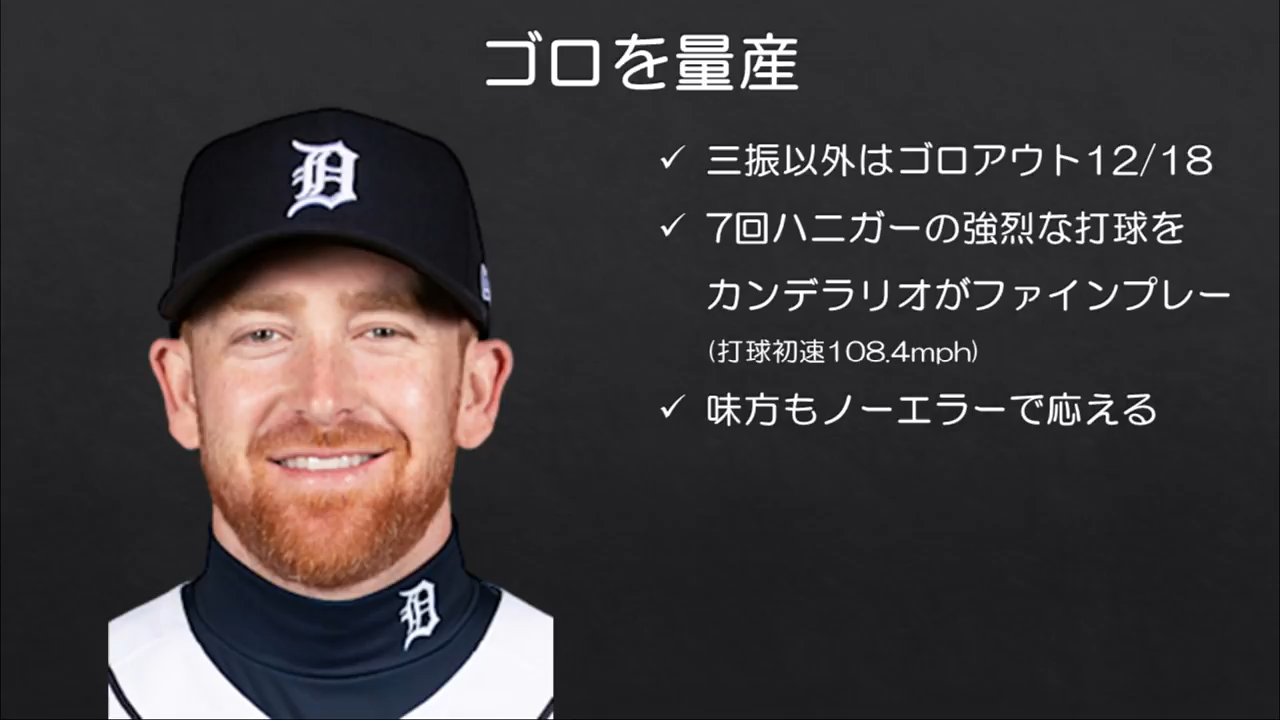 ゴロを量産
✓ 三振以外はゴロアウト12/18
✓ 7回ハニガーの強烈な打球を
カンデラリオがファインプレー
(打球初速108.4mph)
✓ 味方もノーエラーで応える
D
D